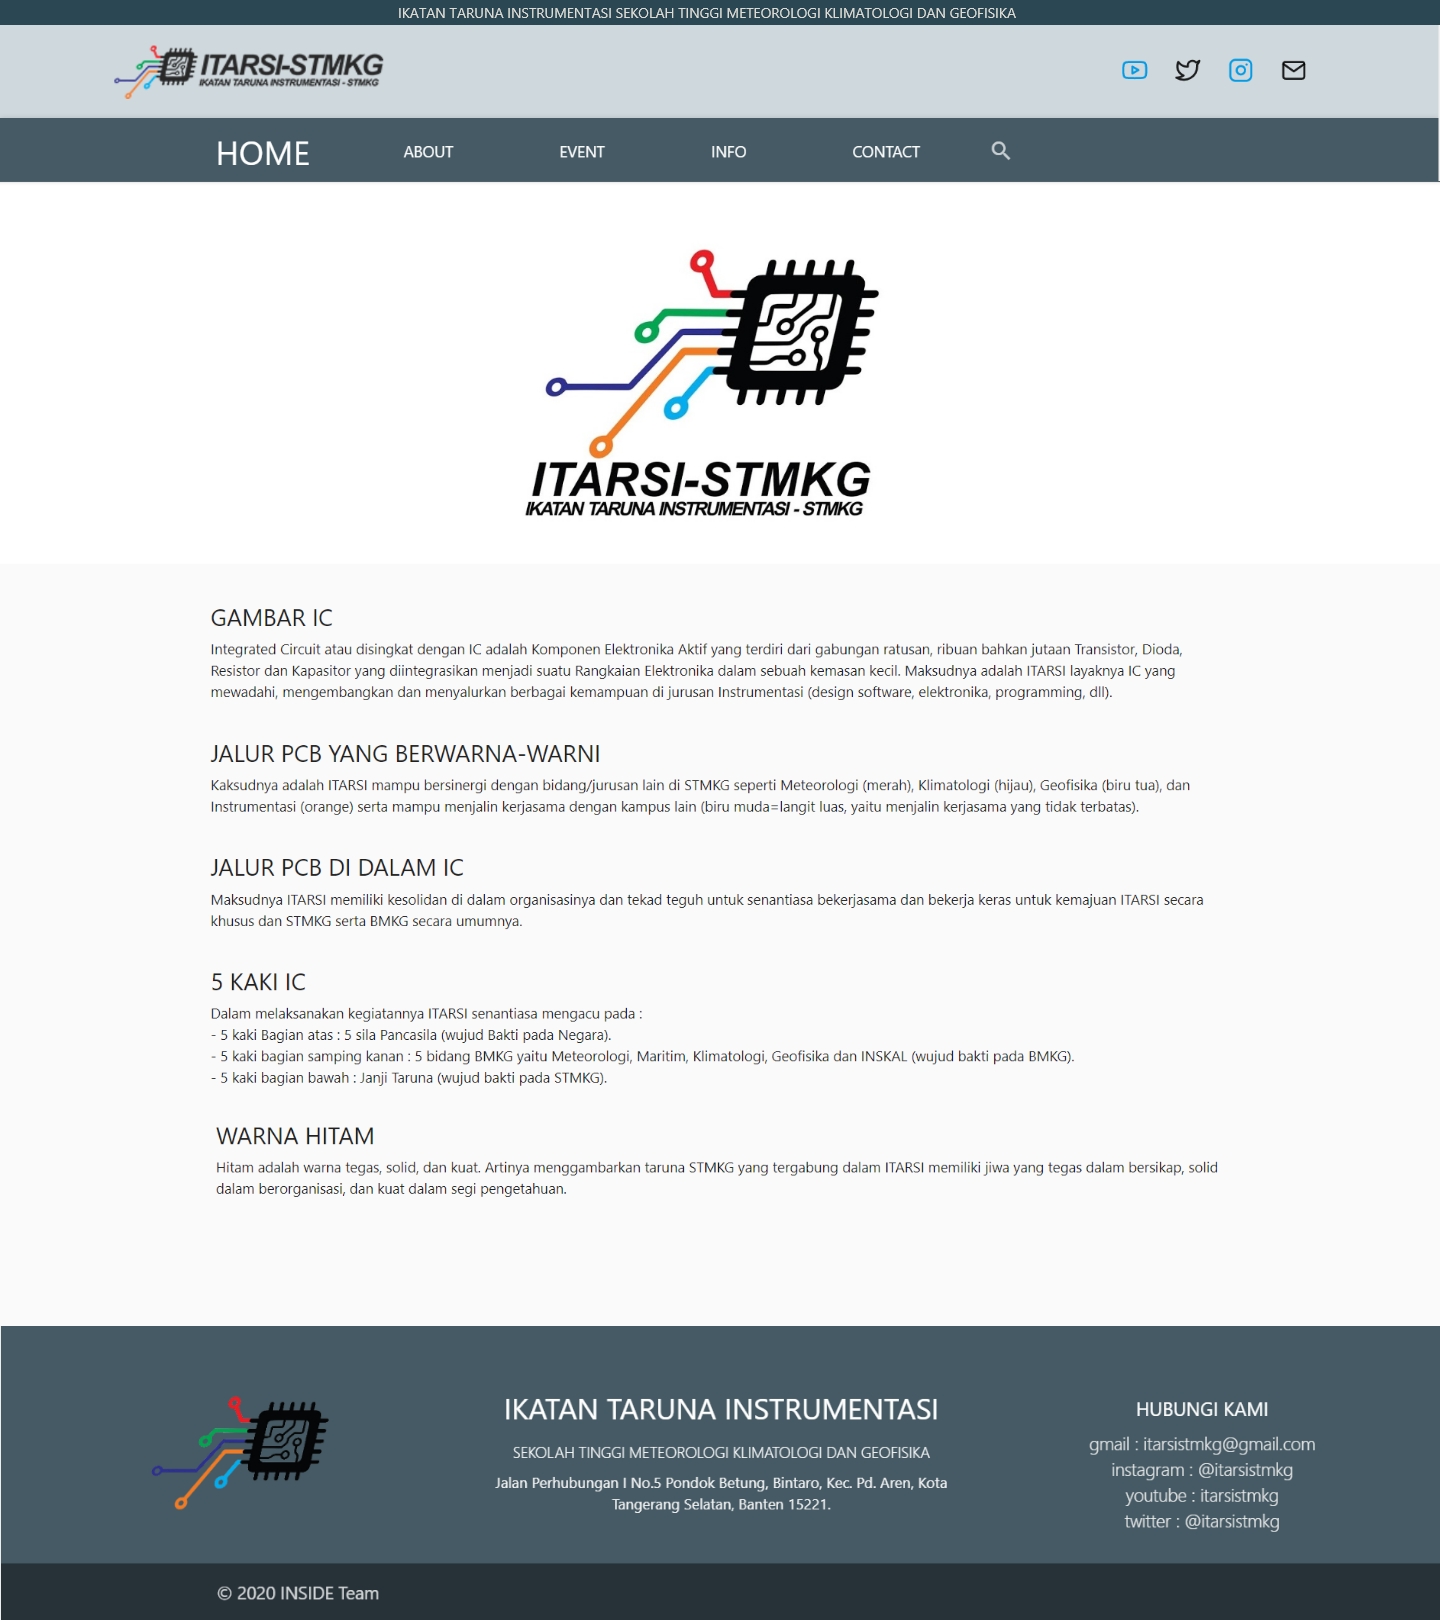 IKATAN TARUNA INSTRUMENTASI SEKOLAH TINGGI METEOROLOGI KLIMATOLOGI DAN GEOFISIKA
ITARSI-STMKG
IKATAN TARUNA INSTRUMENTASI - STMKG
HOME ABOUT EVENT INFO CONTACT
ITARSI-STMKG
IKATAN TARUNA INSTRUMENTASI - STMKG
GAMBAR IC
Integrated Circuit atau disingkat dengan IC adalah Komponen Elektronika Aktif yang terdiri dari gabungan ratusan, ribuan bahkan jutaan Transistor, Dioda,
Resistor dan Kapasitor yang diintegrasikan menjadi suatu Rangkaian Elektronika dalam sebuah kemasan kecil. Maksudnya adalah ITARSI layaknya IC yang
mewadahi, mengembangkan dan menyalurkan berbagai kemampuan di jurusan Instrumentasi (design software, elektronika, programming, dll).
JALUR PCB YANG BERWARNA-WARNI
Kaksudnya adalah ITARSI mampu bersinergi dengan bidang/jurusan lain di STMKG seperti Meteorologi (merah), Klimatologi (hijau), Geofisika (biru tua), dan
Instrumentasi (orange) serta mampu menjalin kerjasama dengan kampus lain (biru muda=langit luas, yaitu menjalin kerjasama yang tidak terbatas).
JALUR PCB DI DALAM IC
Maksudnya ITARSI memiliki kesolidan di dalam organisasinya dan tekad teguh untuk senantiasa bekerjasama dan bekerja keras untuk kemajuan ITARSI secara
khusus dan STMKG serta BMKG secara umumnya.
5 KAKI IC
Dalam melaksanakan kegiatannya ITARSI senantiasa mengacu pada :
- 5 kaki Bagian atas : 5 sila Pancasila (wujud Bakti pada Negara).
- 5 kaki bagian samping kanan : 5 bidang BMKG yaitu Meteorologi, Maritim, Klimatologi, Geofisika dan INSKAL (wujud bakti pada BMKG).
- 5 kaki bagian bawah : Janji Taruna (wujud bakti pada STMKG).
WARNA HITAM
Hitam adalah warna tegas, solid, dan kuat. Artinya menggambarkan taruna STMKG yang tergabung dalam ITARSI memiliki jiwa yang tegas dalam bersikap, solid
dalam berorganisasi, dan kuat dalam segi pengetahuan.
IKATAN TARUNA INSTRUMENTASI
SEKOLAH TINGGI METEOROLOGI KLIMATOLOGI DAN GEOFISIKA
Jalan Perhubungan I No.5 Pondok Betung, Bintaro, Kec. Pd. Aren, Kota
Tangerang Selatan, Banten 15221.
HUBUNGI KAMI
gmail : itarsistmkg@gmail.com
instagram : @itarsistmkg
youtube : itarsistmkg
twitter : @itarsistmkg
© 2020 INSIDE Team